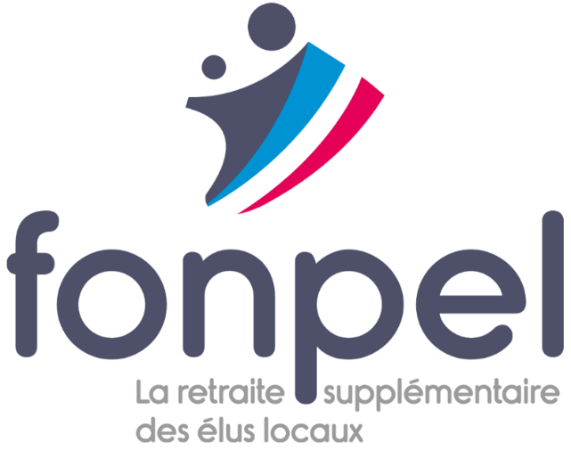 fonpel
La retraite supplémentaire
des élus locaux